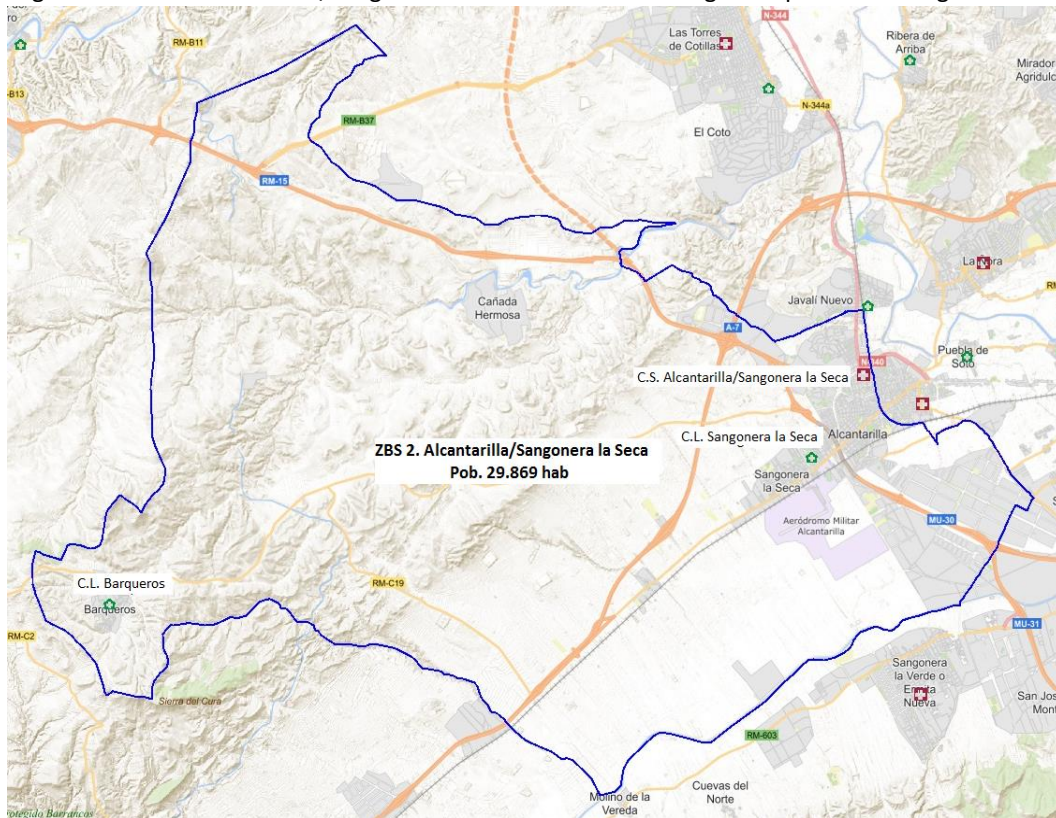 RM-B11
N-344
Las Torres
de Cotillas
Ribera de
Arriba
Mirador
Agridulc
RM-B37
N-344a
El Coto
RM-15
La Ñora
RM
Cañada
Hermosa
Javalí Nuevo
A-7
N-340
Puebla de
Soto
C.S. Alcantarilla/Sangonera la Seca
ZBS 2. Alcantarilla/Sangonera la Seca
Pob. 29.869 hab
C.L. Sangonera la Seca
Alcantarilla
Sangonera
la Seca
Aeródromo Militar
Alcantarilla
MU-30
C.L. Barqueros
Barqueros
RM-C19
RM-C2
MU-31
Sangonera
la Verde o
Ermita
Nueva
San Jos
Mont
Sierra del Cura
RM-603
Cuevas del
Norte
Molino de la
Vereda
rotegido Barrancos